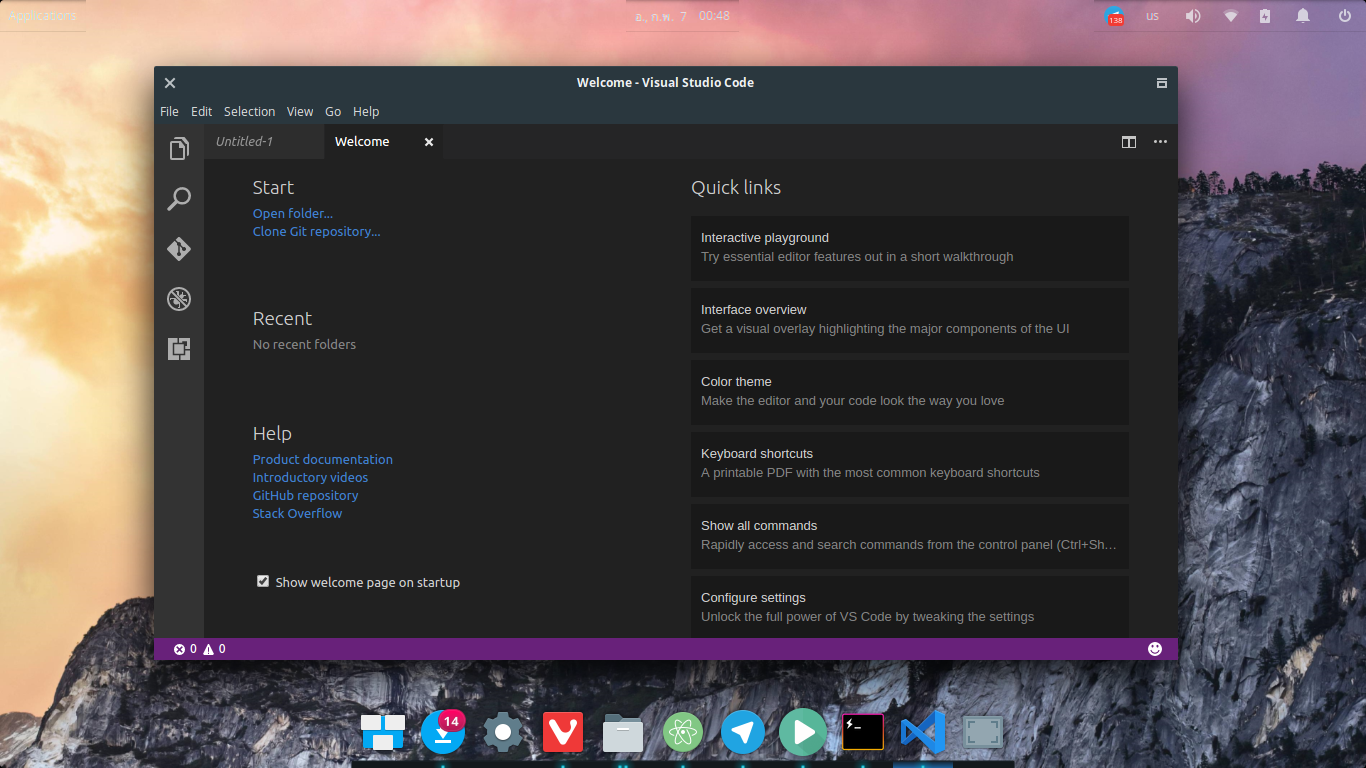 Applications
อ., ก.พ. 7 00:48
138
us
Welcome - Visual Studio Code
File Edit Selection View Go Help
Untitled-1
Welcome
Start
Open folder...
Clone Git repository...
Recent
No recent folders
Help
Product documentation
Introductory videos
GitHub repository
Stack Overflow
Show welcome page on startup
Quick links
Interactive playground
Try essential editor features out in a short walkthrough
Interface overview
Get a visual overlay highlighting the major components of the UI
Color theme
Make the editor and your code look the way you love
Keyboard shortcuts
A printable PDF with the most common keyboard shortcuts
Show all commands
Rapidly access and search commands from the control panel (Ctrl+Sh…
Configure settings
Unlock the full power of VS Code by tweaking the settings
0 0
14